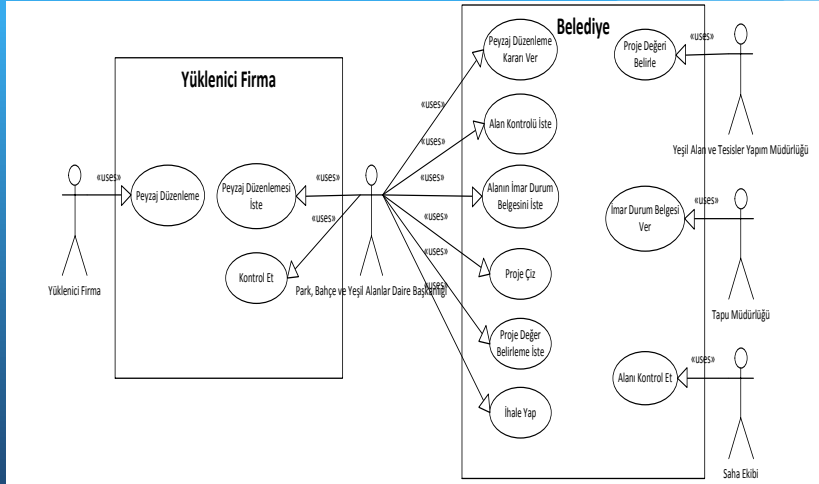 Yüklenici Firma
«uses»
Peyzaj Düzenleme
Peyzaj Düzenlemesi
İste
«uses»
«uses»
Kontrol Et
Yüklenici Firma
Park, Bahçe ve Yeşil Alanlar Daire Başkanlığı
Belediye
«uses»
Peyzaj Düzenleme
Kararı Ver
«uses»
Alan Kontrolü İste
«uses»
Alanın İmar Durum
Belgesini İste
«uses»
Proje Çiz
«uses»
Proje Değer
Belirleme İste
«uses»
İhale Yap
Proje Değeri
Belirle
«uses»
Yeşil Alan ve Tesisler Yapım Müdürlüğü
İmar Durum Belgesi
Ver
«uses»
Tapu Müdürlüğü
Alanı Kontrol Et
«uses»
Saha Ekibi